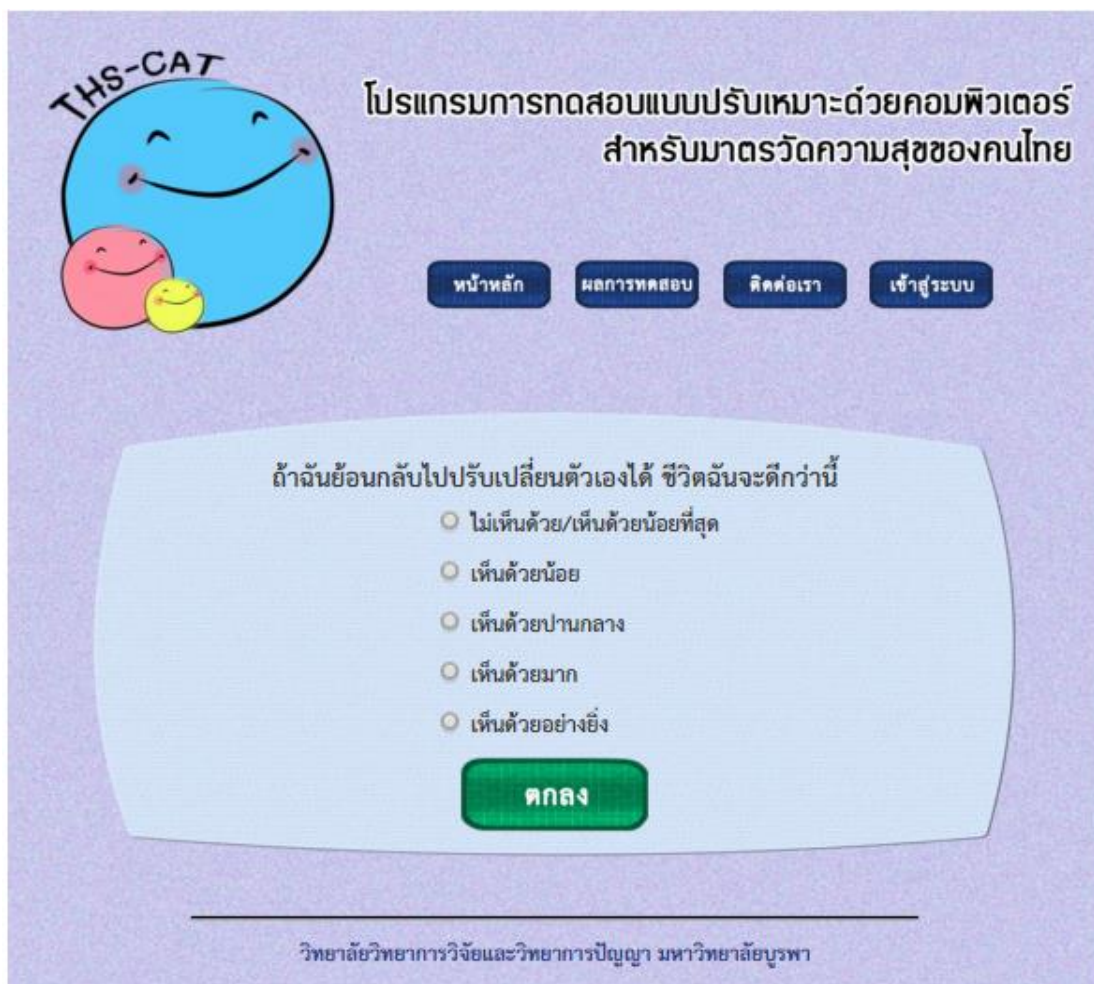 THS-CAT
โปรแกรมการทดสอบแบบปรับเหมาะด้วยคอมพิวเตอร์
สำหรับมาตรวัดความสุขของคนไทย
หน้าหลัก ผลการทดสอบ ติดต่อเรา เข้าสู่ระบบ
ถ้าฉันย้อนกลับไปปรับเปลี่ยนตัวเองได้ ชีวิตฉันจะดีกว่านี้
ไม่เห็นด้วย/เห็นด้วยน้อยที่สุด
เห็นด้วยน้อย
เห็นด้วยปานกลาง
เห็นด้วยมาก
เห็นด้วยอย่างยิ่ง
ตกลง
วิทยาลัยวิทยาการวิจัยและวิทยาการปัญญา มหาวิทยาลัยบูรพา